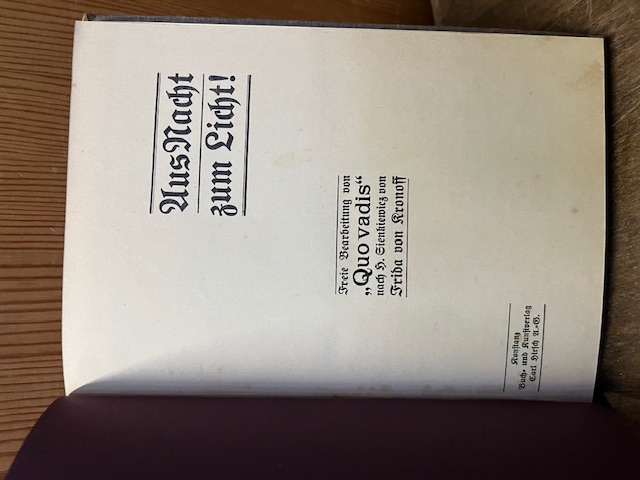 Aus Nacht
zum Licht!
Freie Bearbeitung von
„Quo vadis“
nach H. Sienkiewicz von
Frida von Kronoff
Konstanz
Buch- und Kunstverlag
Carl Hirsch A.-G.